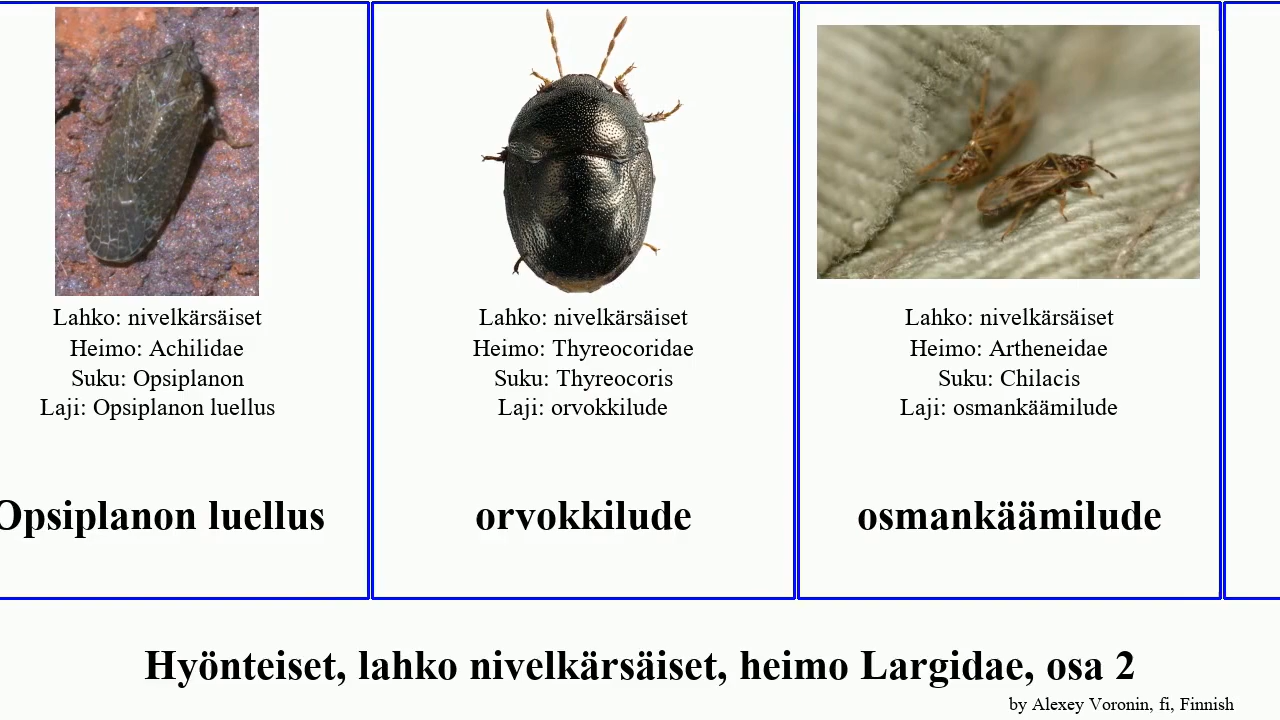 Lahko: nivelkärsäiset
Heimo: Achilidae
Suku: Opsiplanon
Laji: Opsiplanon luellus
Opsiplanon luellus
Lahko: nivelkärsäiset
Heimo: Thyreocoridae
Suku: Thyreocoris
Laji: orvokkilude
orvokkilude
Lahko: nivelkärsäiset
Heimo: Artheneidae
Suku: Chilacis
Laji: osmankäämilude
osmankäämilude
Hyönteiset, lahko nivelkärsäiset, heimo Largidae, osa 2
by Alexey Voronin, fi, Finnish